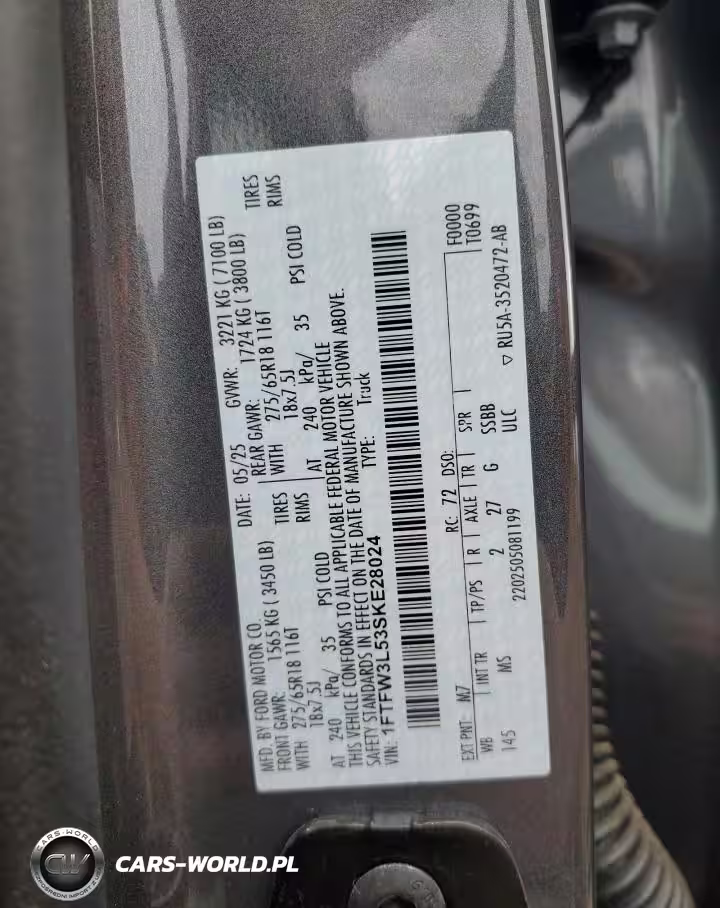 MFD. BY FORD MOTOR CO.
DATE: 05/25 GVWR: 3221 KG ( 7100 LB)
FRONT GAWR: 1565 KG ( 3450 LB)
REAR GAWR: 1724 KG ( 3800 LB)
WITH 275/65R18 116T TIRES
WITH 275/65R18 116T TIRES
18x7.5J RIMS
18x7.5J RIMS
AT 240 kPa/ 35 PSI COLD
AT 240 kPa/ 35 PSI COLD
THIS VEHICLE CONFORMS TO ALL APPLICABLE FEDERAL MOTOR VEHICLE
SAFETY STANDARDS IN EFFECT ON THE DATE OF MANUFACTURE SHOWN ABOVE.
VIN: 1FTFW3L53SKE28024 TYPE: Truck
EXT PNT: M7 RC: 72 DSO: F0000
T0699
WB INT TR TP/PS R AXLE TR SPR
145 MS 2 27 G SSBB
2202505081199 ULC ▽ RU5A-3520472-AB
CARS-WORLD
CW
CARS-WORLD.PL